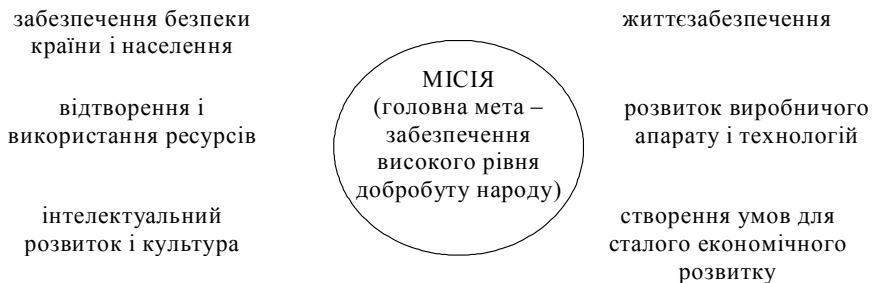 забезпечення безпеки
країни і населення
відтворення і
використання ресурсів
інтелектуальний
розвиток і культура
МІСІЯ
(головна мета –
забезпечення
високого рівня
добробуту народу)
життєзабезпечення
розвиток виробничого
апарату і технологій
створення умов для
сталого економічного
розвитку